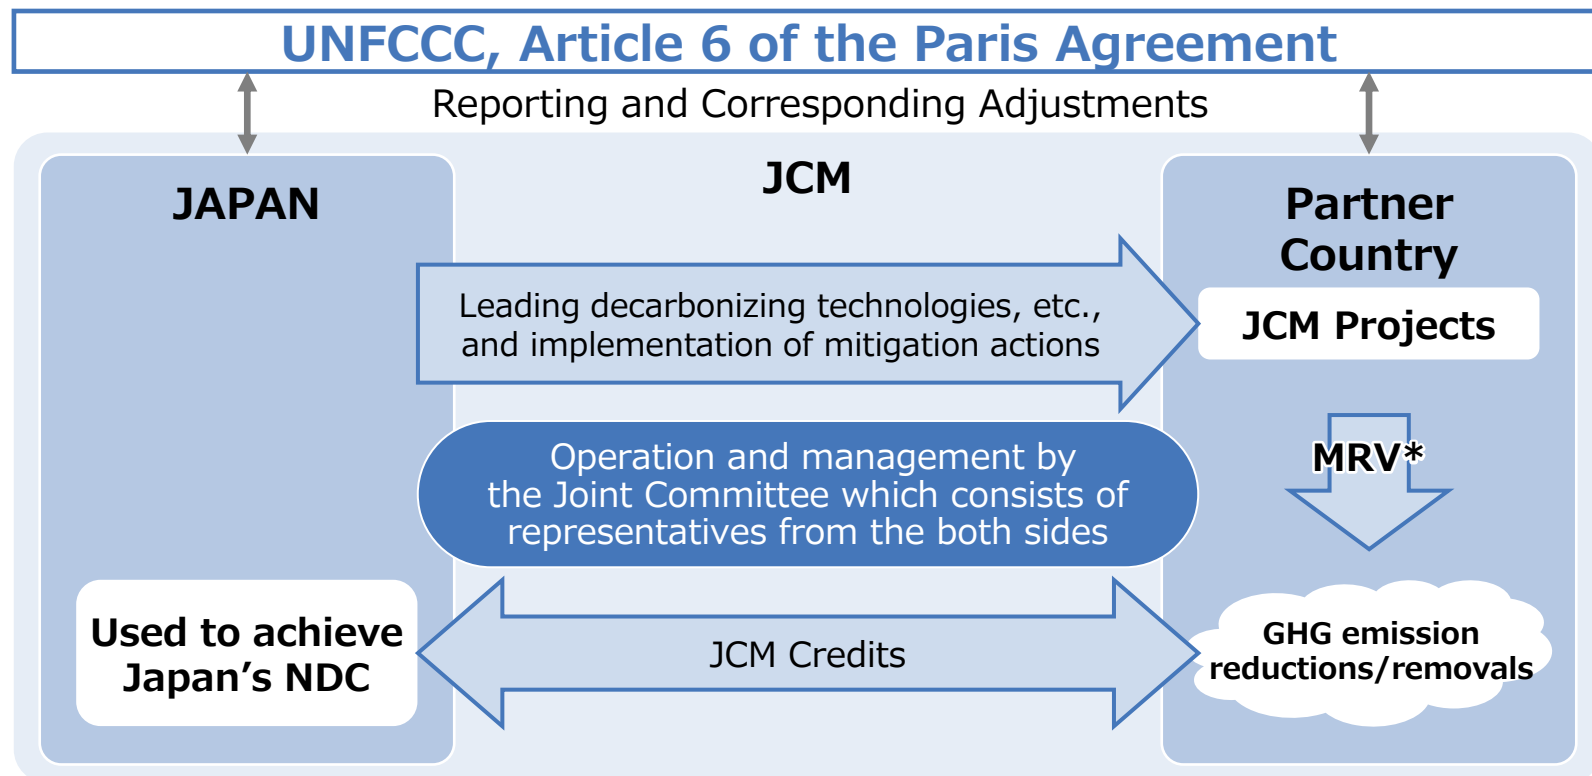 UNFCCC, Article 6 of the Paris Agreement
Reporting and Corresponding Adjustments
JCM
JAPAN
Partner
Country
Leading decarbonizing technologies, etc.,
and implementation of mitigation actions
JCM Projects
Operation and management by
the Joint Committee which consists of
representatives from the both sides
MRV*
Used to achieve
Japan’s NDC
JCM Credits
GHG emission
reductions/removals